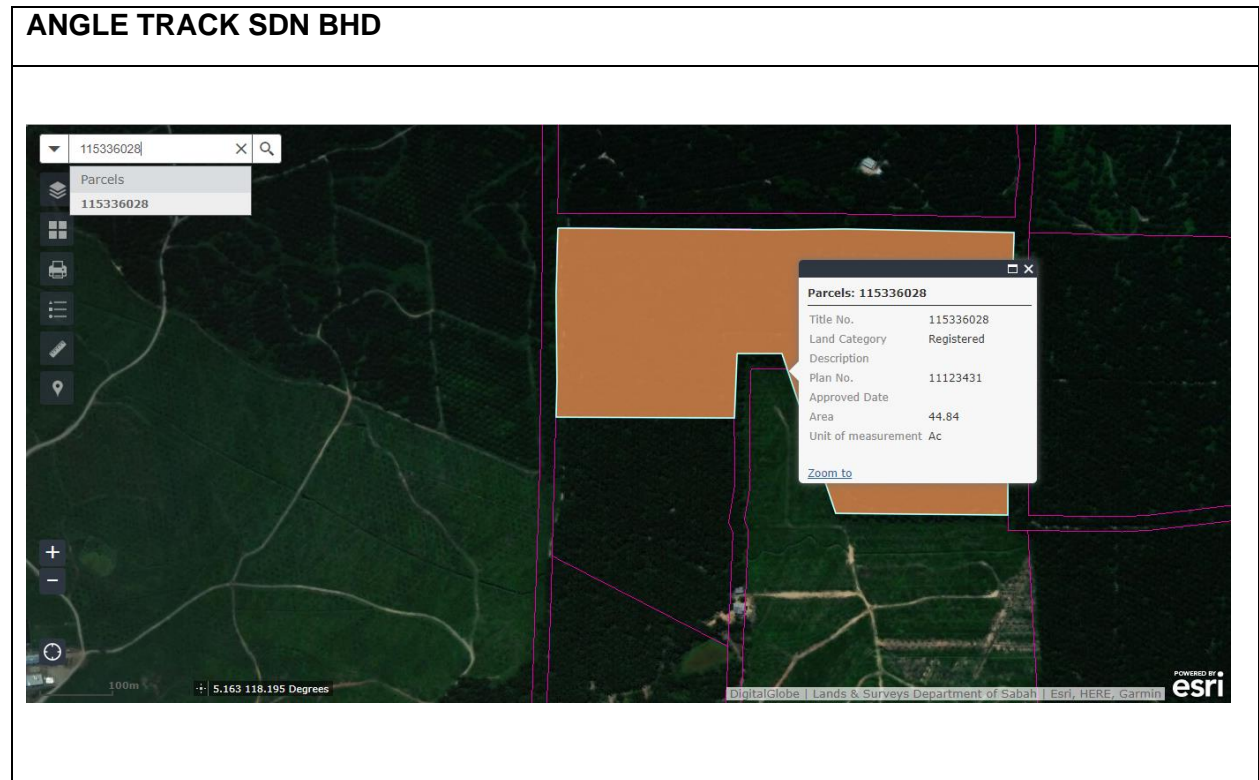 ANGLE TRACK SDN BHD
115336028
Parcels
115336028
Parcels: 115336028
Title No. 115336028
Land Category Registered
Description
Plan No. 11123431
Approved Date
Area 44.84
Unit of measurement Ac
Zoom to
+
−
100m
5.163 118.195 Degrees
DigitalGlobe | Lands & Surveys Department of Sabah | Esri, HERE, Garmin
POWERED BY
esri